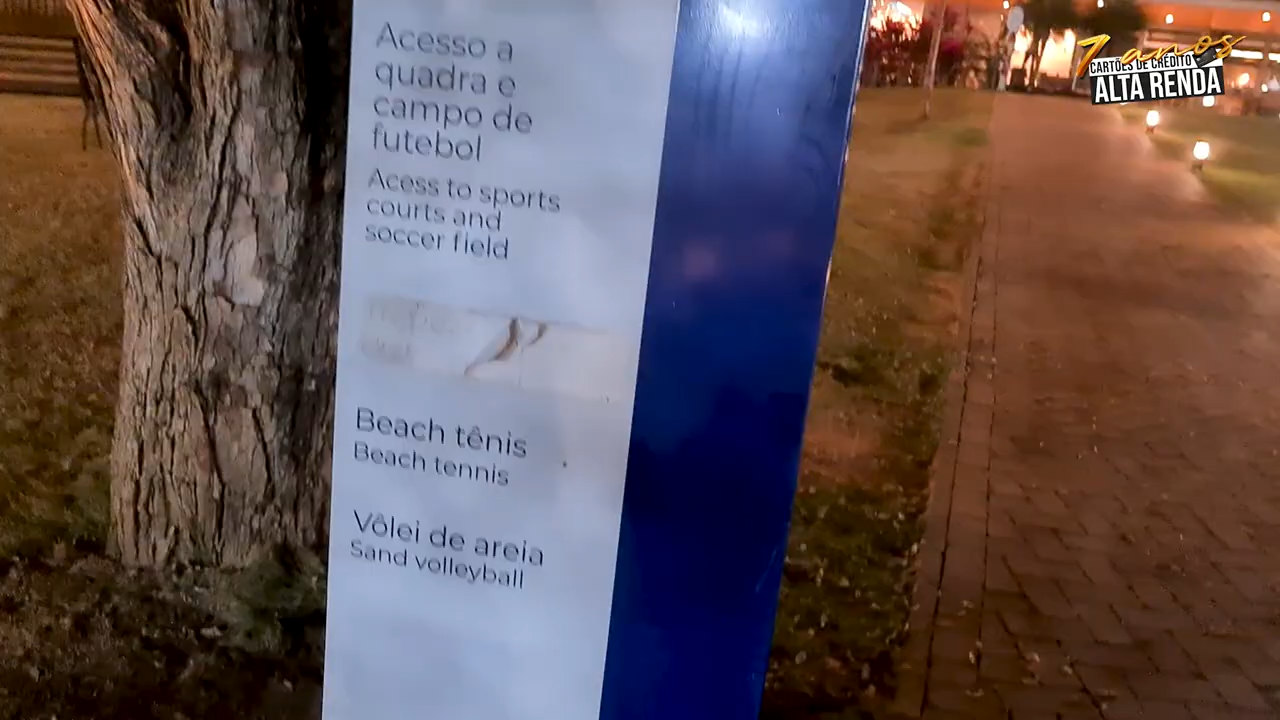 Acesso a
quadra e
campo de
futebol
Acess to sports
courts and
soccer field
Beach tênis
Beach tennis
Vôlei de areia
Sand volleyball
7 anos
CARTÕES DE CRÉDITO
ALTA RENDA